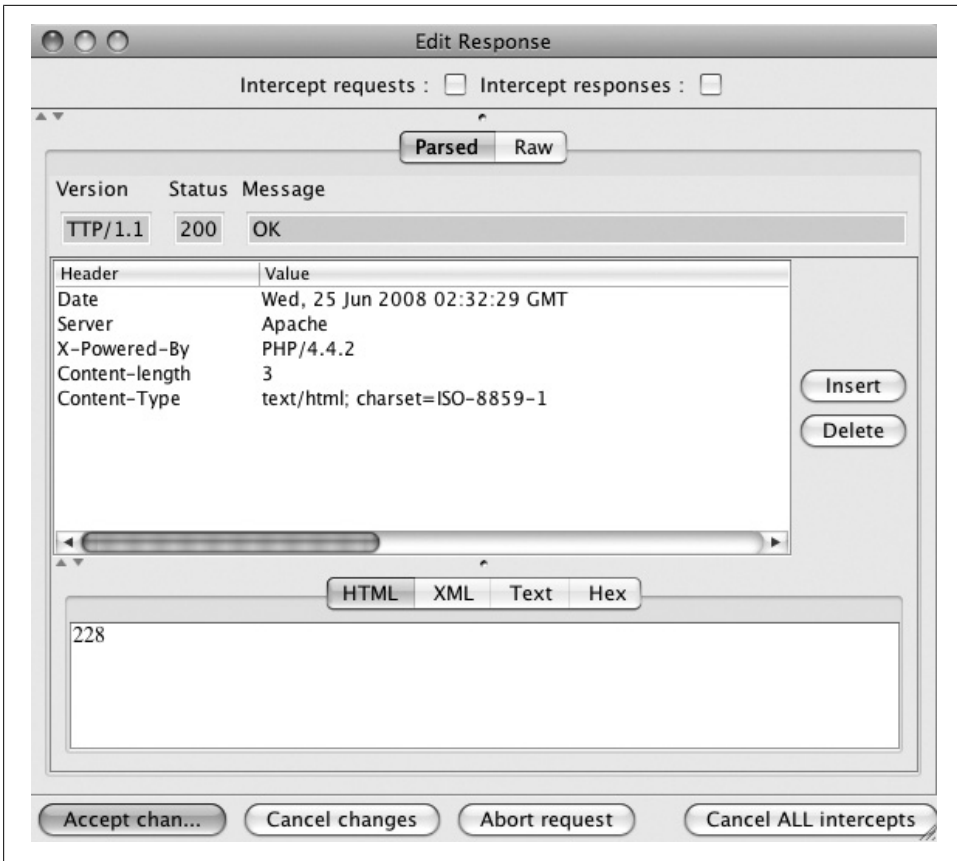 Edit Response
Intercept requests : Intercept responses :
Parsed Raw
Version Status Message
TTP/1.1 200 OK
Header Value
Date Wed, 25 Jun 2008 02:32:29 GMT
Server Apache
X-Powered-By PHP/4.4.2
Content-length 3
Content-Type text/html; charset=ISO-8859-1
Insert
Delete
HTML XML Text Hex
228
Accept chan... Cancel changes Abort request Cancel ALL intercepts